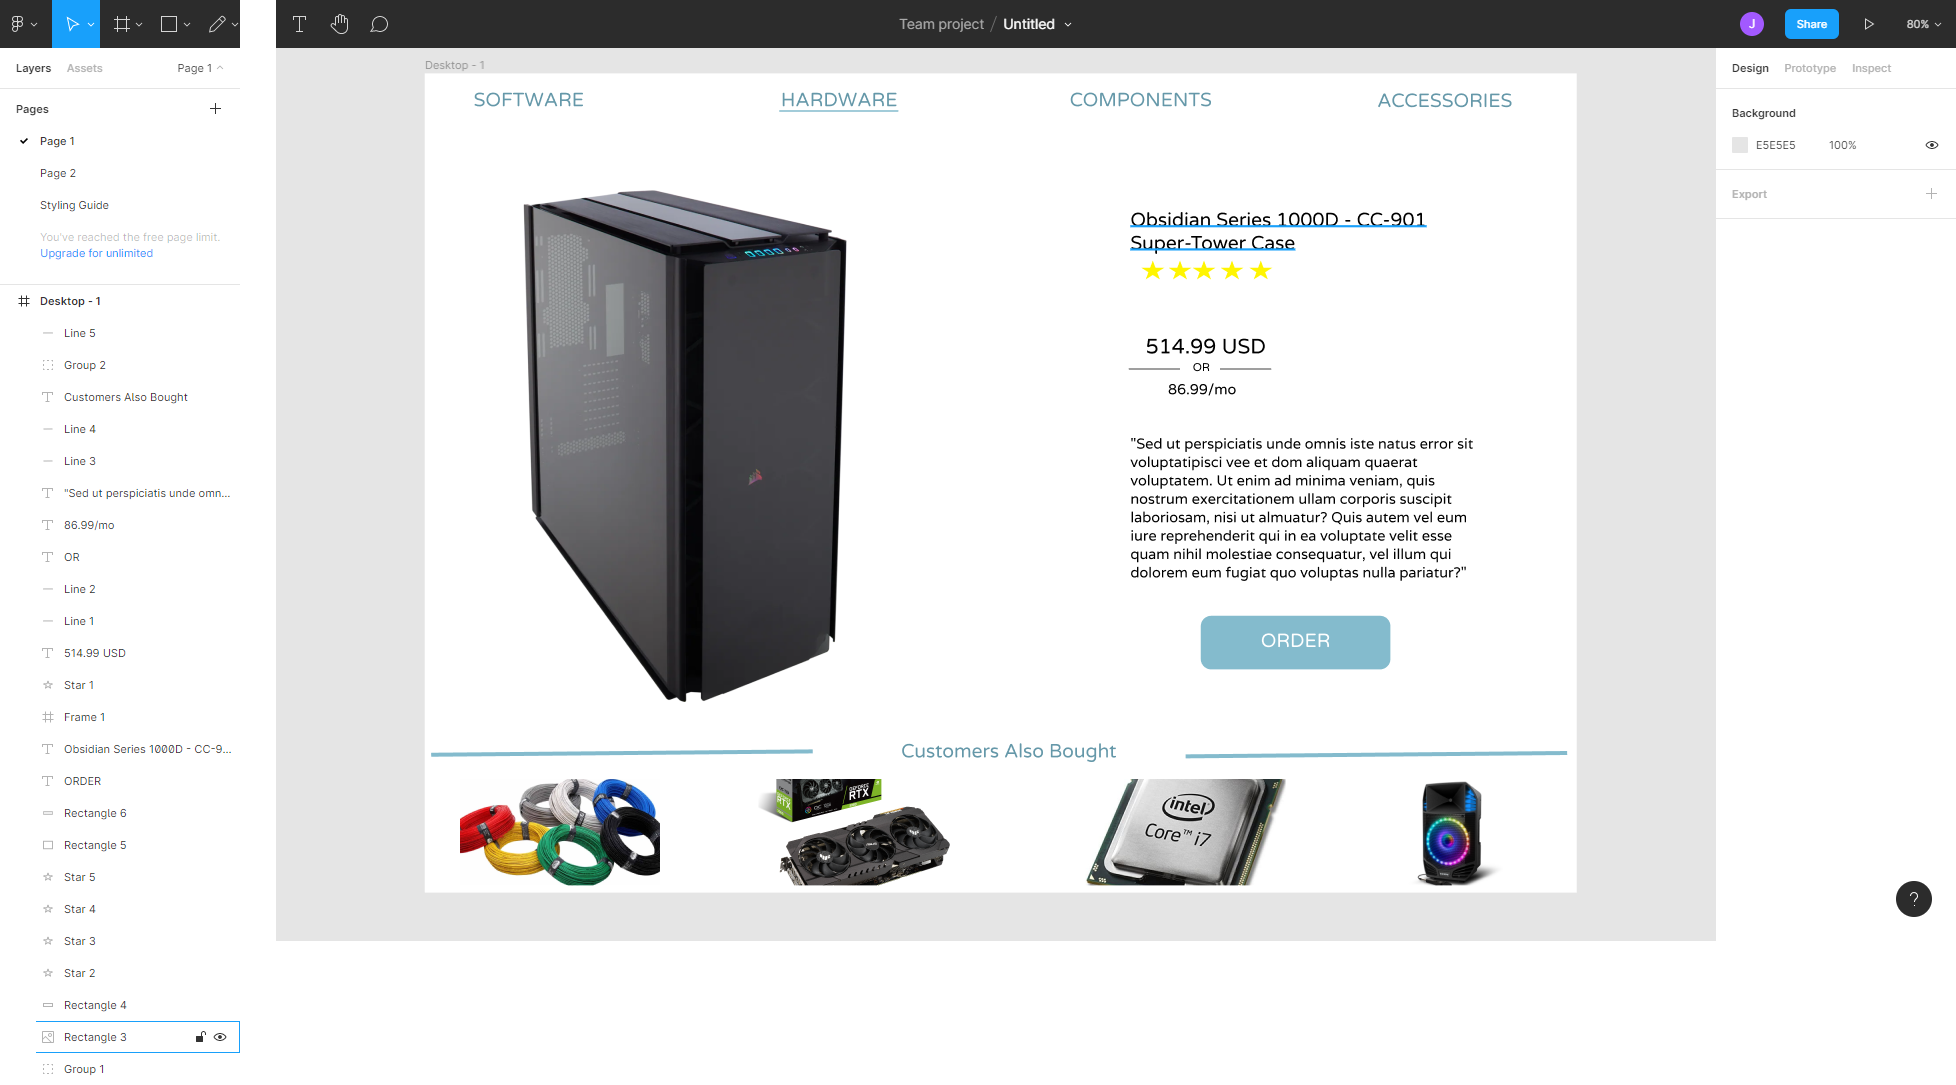 Team project / Untitled
J
Share
80%
Layers
Assets
Page 1
Pages
Page 1
Page 2
Styling Guide
You've reached the free page limit.
Upgrade for unlimited
Desktop - 1
Line 5
Group 2
Customers Also Bought
Line 4
Line 3
"Sed ut perspiciatis unde omn...
86.99/mo
OR
Line 2
Line 1
514.99 USD
Star 1
Frame 1
Obsidian Series 1000D - CC-9...
ORDER
Rectangle 6
Rectangle 5
Star 5
Star 4
Star 3
Star 2
Rectangle 4
Rectangle 3
Group 1
Desktop - 1
SOFTWARE
HARDWARE
COMPONENTS
ACCESSORIES
Obsidian Series 1000D - CC-901
Super-Tower Case
514.99 USD
OR
86.99/mo
"Sed ut perspiciatis unde omnis iste natus error sit
voluptatipisci vee et dom aliquam quaerat
voluptatem. Ut enim ad minima veniam, quis
nostrum exercitationem ullam corporis suscipit
laboriosam, nisi ut almuatur? Quis autem vel eum
iure reprehenderit qui in ea voluptate velit esse
quam nihil molestiae consequatur, vel illum qui
dolorem eum fugiat quo voluptas nulla pariatur?"
ORDER
Customers Also Bought
RTX
GEFORCE
RTX
intel
Core™ i7
Design
Prototype
Inspect
Background
E5E5E5
100%
Export
?